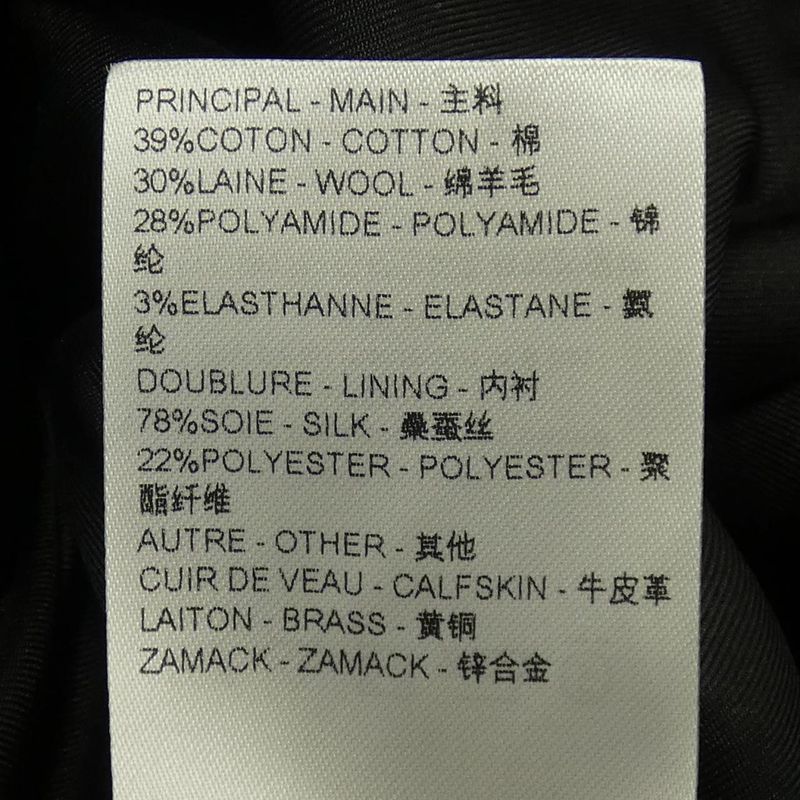 PRINCIPAL - MAIN - 主料
39%COTON - COTTON - 棉
30%LAINE - WOOL - 绵羊毛
28%POLYAMIDE - POLYAMIDE - 锦
纶
3%ELASTHANNE - ELASTANE - 氨
纶
DOUBLURE - LINING - 内衬
78%SOIE - SILK - 桑蚕丝
22%POLYESTER - POLYESTER - 聚
酯纤维
AUTRE - OTHER - 其他
CUIR DE VEAU - CALFSKIN - 牛皮革
LAITON - BRASS - 黄铜
ZAMACK - ZAMACK - 锌合金